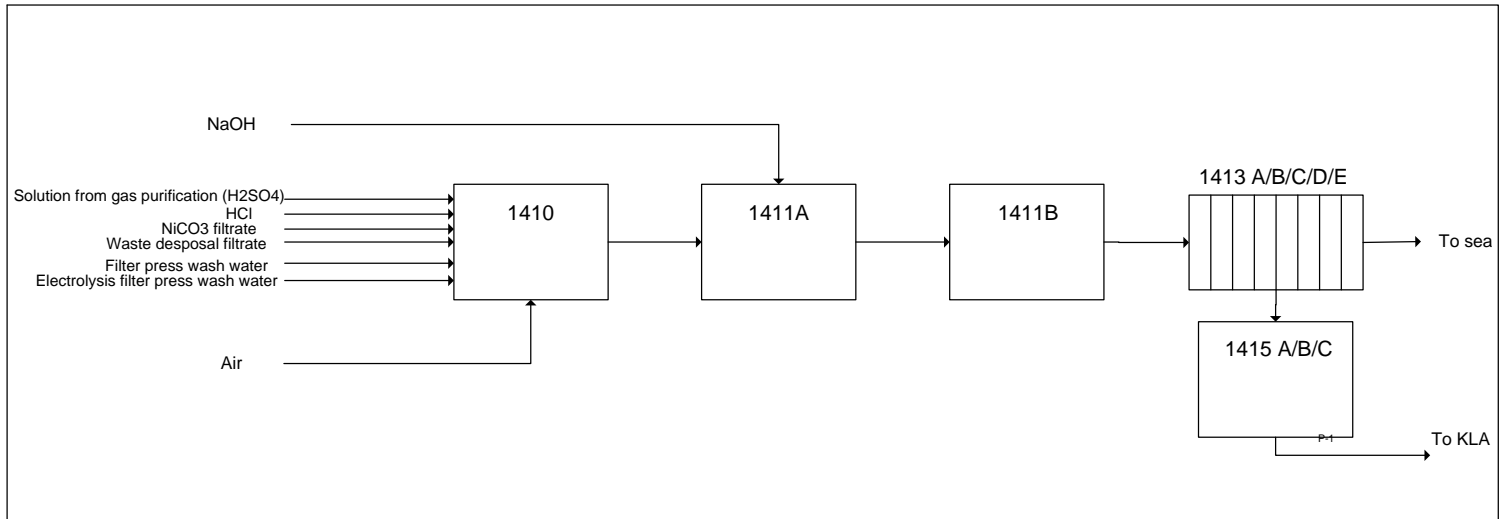 NaOH
1413 A/B/C/D/E
Solution from gas purification (H2SO4)
HCl
NiCO3 filtrate
Waste desposal filtrate
Filter press wash water
Electrolysis filter press wash water
1410
1411A
1411B
To sea
1415 A/B/C
Air
P-1
To KLA